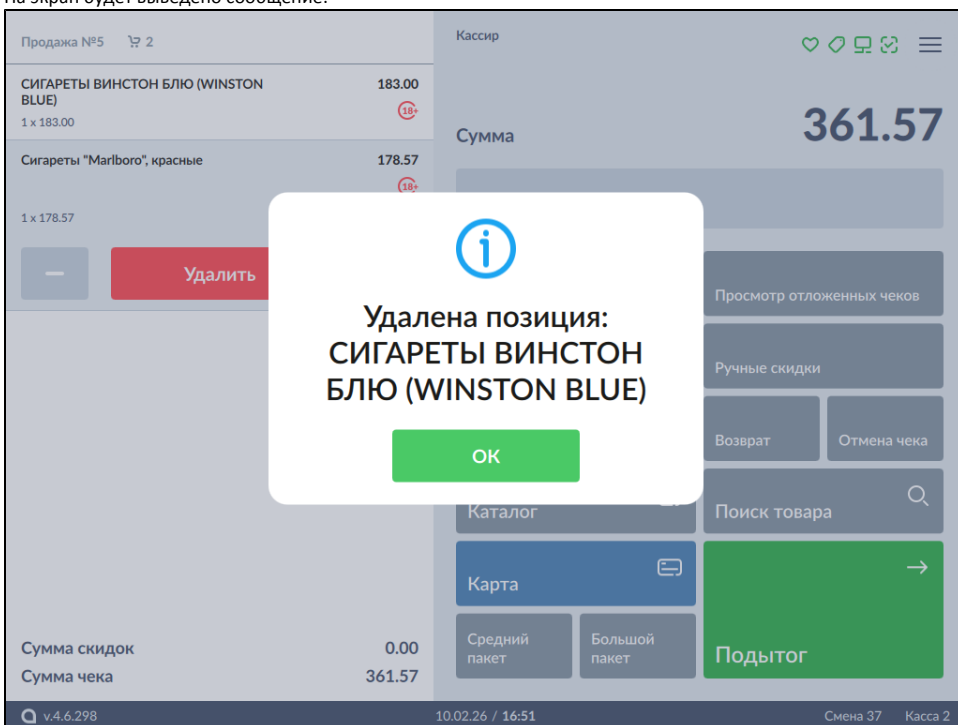 На экран будет выведено сообщение:
Продажа №5 2
СИГАРЕТЫ ВИНСТОН БЛЮ (WINSTON 183.00
BLUE)
18+
1 x 183.00
Сигареты "Marlboro", красные 178.57
18+
1 x 178.57
Удалить
Сумма скидок 0.00
Сумма чека 361.57
Кассир
Сумма 361.57
Удалена позиция:
СИГАРЕТЫ ВИНСТОН
БЛЮ (WINSTON BLUE)
ОК
Просмотр отложенных чеков
Ручные скидки
Возврат
Отмена чека
Каталог
Поиск товара
Карта
Средний
пакет
Большой
пакет
Подытог
v.4.6.298
10.02.26 / 16:51
Смена 37 Касса 2